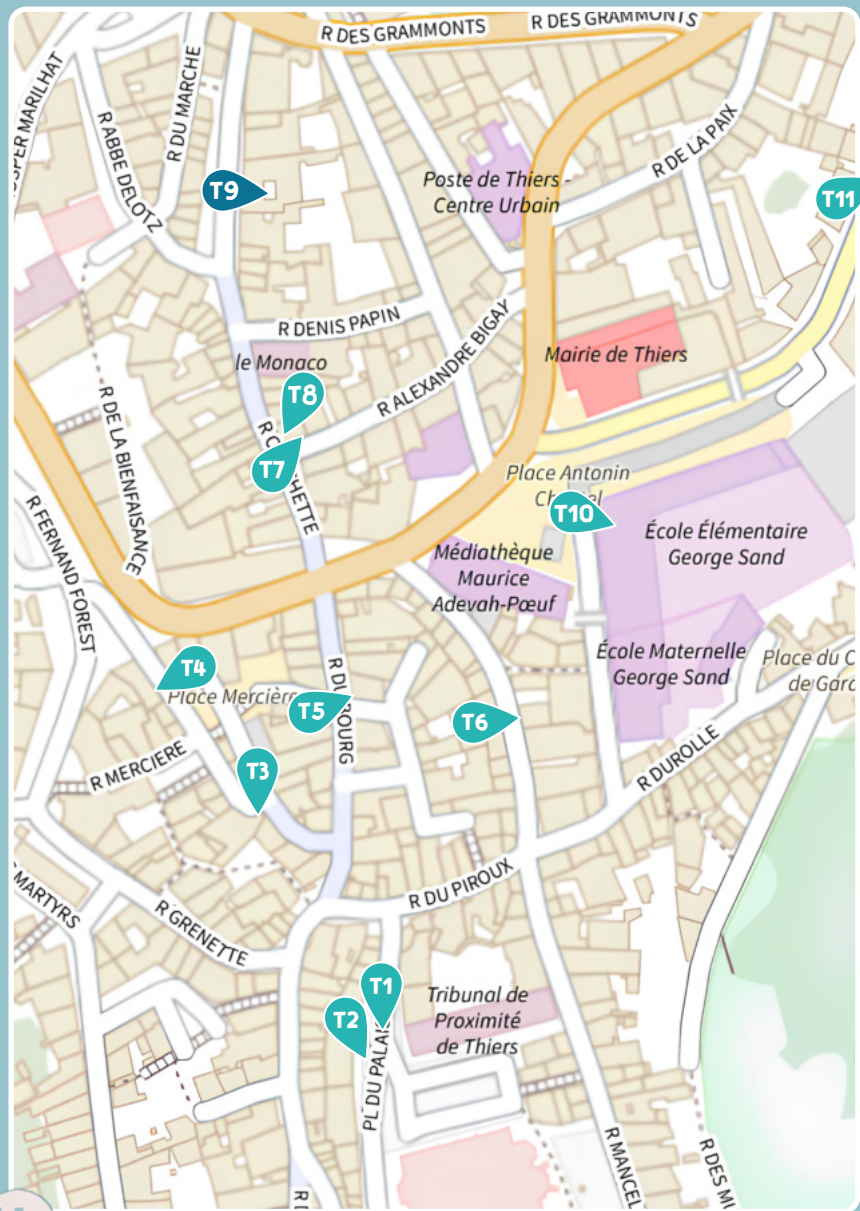 R DES GRAMMONTS
R DES GRAMMONTS
R DU MARCHE
R ABBE DELOTZ
R DE LA PAIX
Poste de Thiers -
Centre Urbain
T9
T11
R DENIS PAPIN
le Monaco
R ALEXANDRE BIGAY
Mairie de Thiers
T8
T7
R DE LA BIENFAISANCE
Place Antonin
T10
École Élémentaire
George Sand
R FERNAND FOREST
Médiathèque
Maurice
Adevah-Pœuf
École Maternelle
George Sand
Place du
T4
Place Mercière
R DU BOURG
T5
T6
R MERCIERE
T3
R DUROLLE
MARTYRS
R GRENETTE
R DU PIROUX
T1
T2
Tribunal de
Proximité
de Thiers
PL DU PALAIS
R MANCEL
R DES